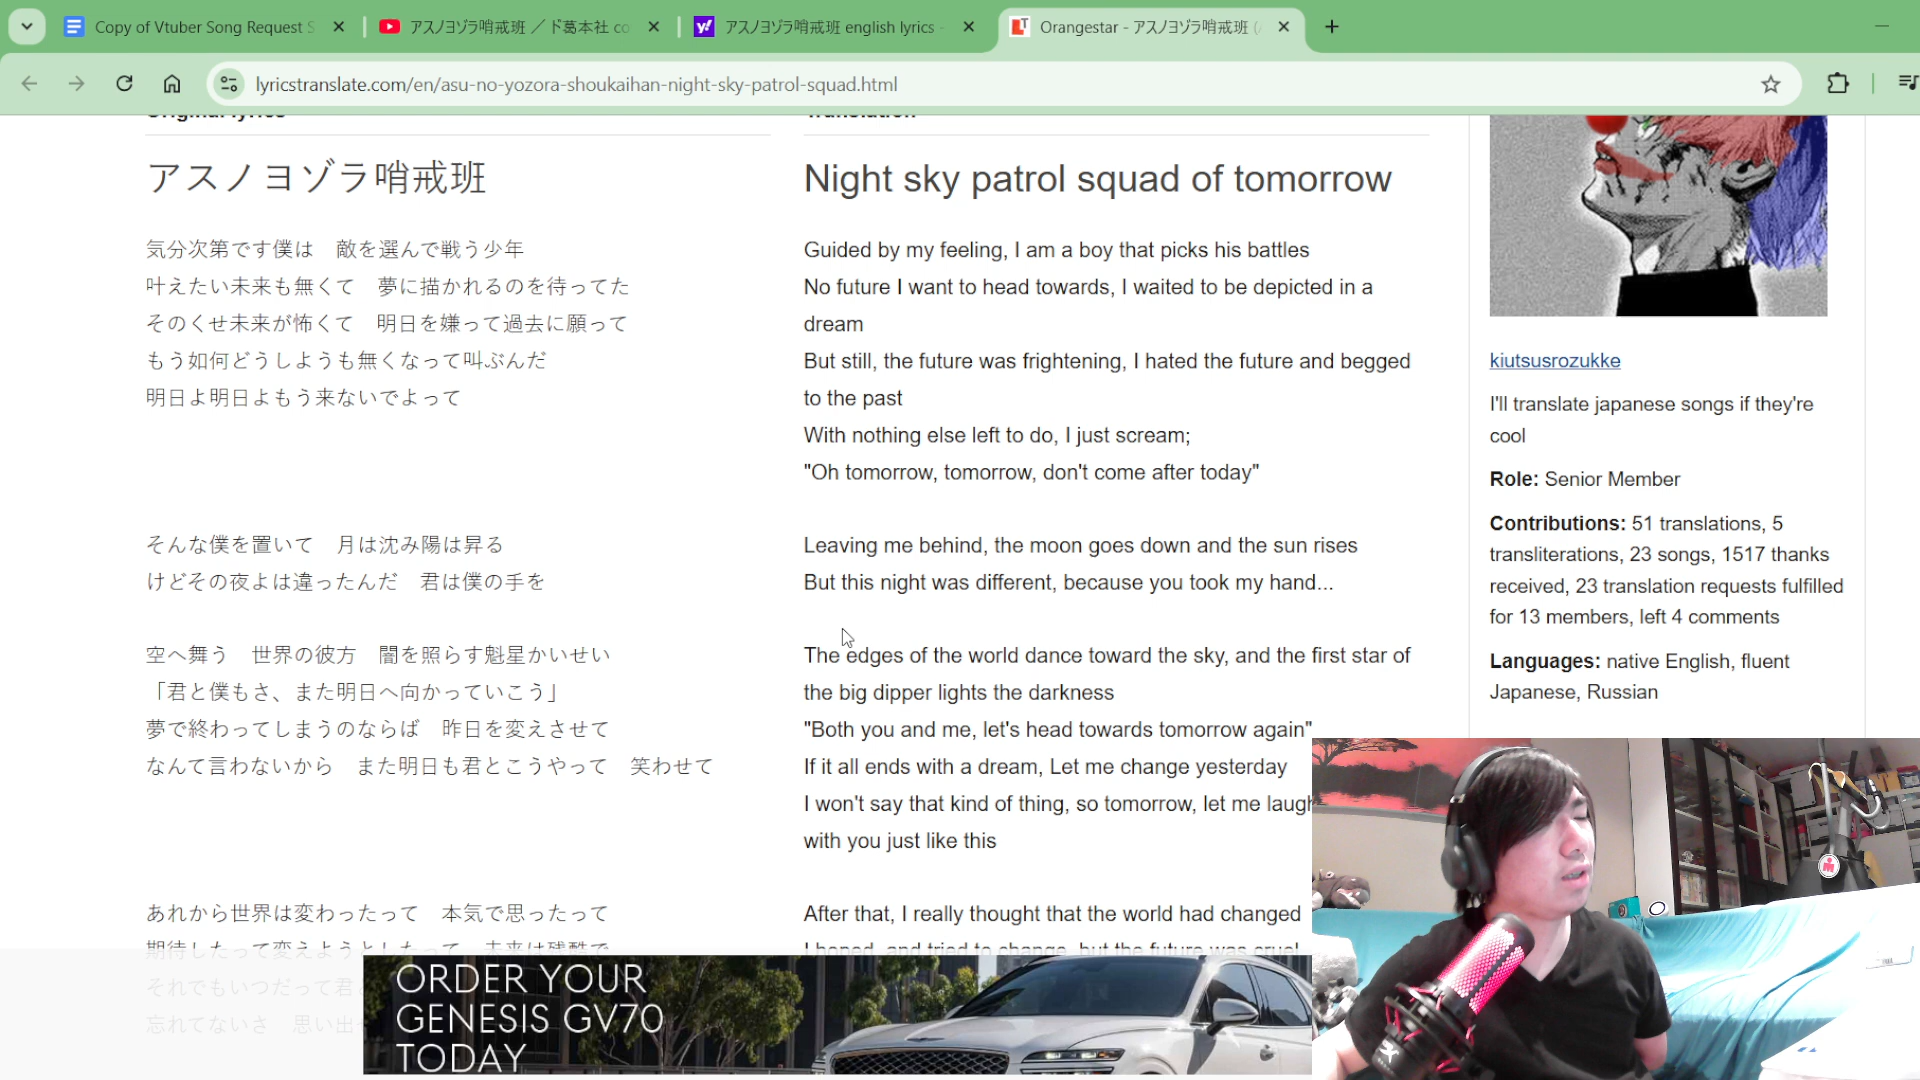 Copy of Vtuber Song Request S
アスノヨゾラ哨戒班 ／ド葛本社 co
アスノヨゾラ哨戒班 english lyrics -
Orangestar - アスノヨゾラ哨戒班 (
lyricstranslate.com/en/asu-no-yozora-shoukaihan-night-sky-patrol-squad.html
Original lyrics
アスノヨゾラ哨戒班
気分次第です僕は　敵を選んで戦う少年
叶えたい未来も無くて　夢に描かれるのを待ってた
そのくせ未来が怖くて　明日を嫌って過去に願って
もう如何どうしようも無くなって叫ぶんだ
明日よ明日よもう来ないでよって
そんな僕を置いて　月は沈み陽は昇る
けどその夜よは違ったんだ　君は僕の手を
空へ舞う　世界の彼方　闇を照らす魁星かいせい
「君と僕もさ、また明日へ向かっていこう」
夢で終わってしまうのならば　昨日を変えさせて
なんて言わないから　また明日も君とこうやって　笑わせて
あれから世界は変わったって　本気で思ったって
期待したって変えようとしたって　未来は残酷で
それでもいつだって君と
忘れてないさ　思い出せ
Translation
Night sky patrol squad of tomorrow
Guided by my feeling, I am a boy that picks his battles
No future I want to head towards, I waited to be depicted in a
dream
But still, the future was frightening, I hated the future and begged
to the past
With nothing else left to do, I just scream;
"Oh tomorrow, tomorrow, don't come after today"
Leaving me behind, the moon goes down and the sun rises
But this night was different, because you took my hand...
The edges of the world dance toward the sky, and the first star of
the big dipper lights the darkness
"Both you and me, let's head towards tomorrow again"
If it all ends with a dream, Let me change yesterday
I won't say that kind of thing, so tomorrow, let me laugh
with you just like this
After that, I really thought that the world had changed
I hoped, and tried to change, but the future was cruel
kiutsusrozukke
I'll translate japanese songs if they're
cool
Role: Senior Member
Contributions: 51 translations, 5
transliterations, 23 songs, 1517 thanks
received, 23 translation requests fulfilled
for 13 members, left 4 comments
Languages: native English, fluent
Japanese, Russian
ORDER YOUR
GENESIS GV70
TODAY